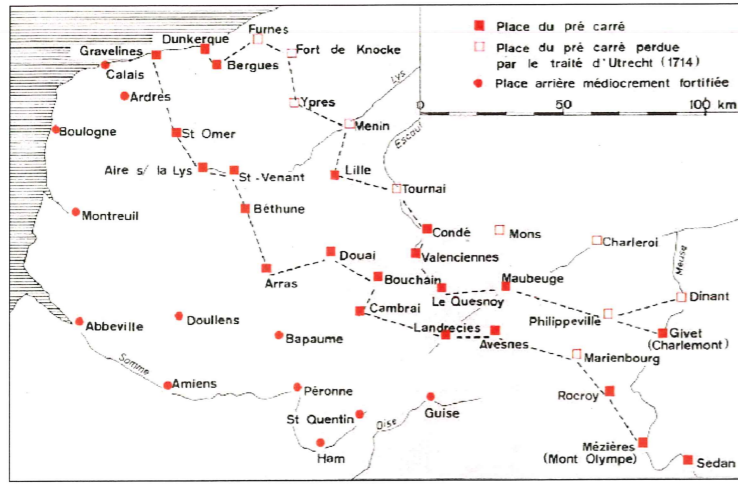 Place du pré carré
Place du pré carré perdue
par le traité d'Utrecht (1714)
Place arrière médiocrement fortifiée
0 50 100 km
Furnes
Dunkerque
Gravelines
Fort de Knocke
Calais
Bergues
Ardres
Lys
Ypres
Menin
Boulogne
St Omer
Escaut
Aire s/ la Lys
St-Venant
Lille
Tournai
Montreuil
Béthune
Condé
Mons
Charleroi
Douai
Valenciennes
Meuse
Arras
Bouchain
Maubeuge
Le Quesnoy
Dinant
Cambrai
Philippeville
Abbeville
Doullens
Landrecies
Givet
(Charlemont)
Bapaume
Avesnes
Marienbourg
Somme
Amiens
Péronne
Rocroy
St Quentin
Guise
Oise
Ham
Mézières
(Mont Olympe)
Sedan